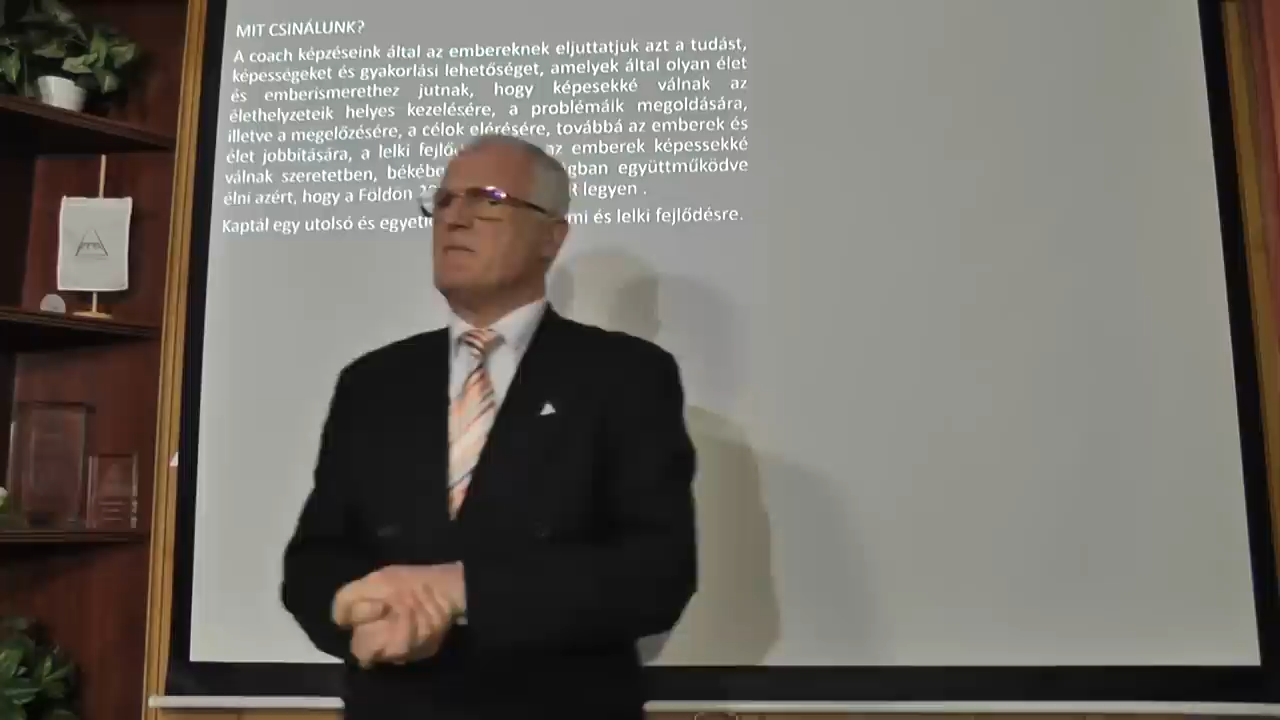 MIT CSINÁLUNK?
A coach képzéseink által az embereknek eljuttatjuk azt a tudást,
képességeket és gyakorlási lehetőséget, amelyek által olyan élet
és emberismerethez jutnak, hogy képesekké válnak az
élethelyzeteik helyes kezelésére, a problémáik megoldására,
illetve a megelőzésére, a célok elérésére, továbbá az emberek és
élet jobbítására, a lelki az emberek képessekké
válnak szeretetben, együttműködve
élni azért, hogy a Földon legyen .
Kaptál egy utolsó és és lelki fejlődésre.